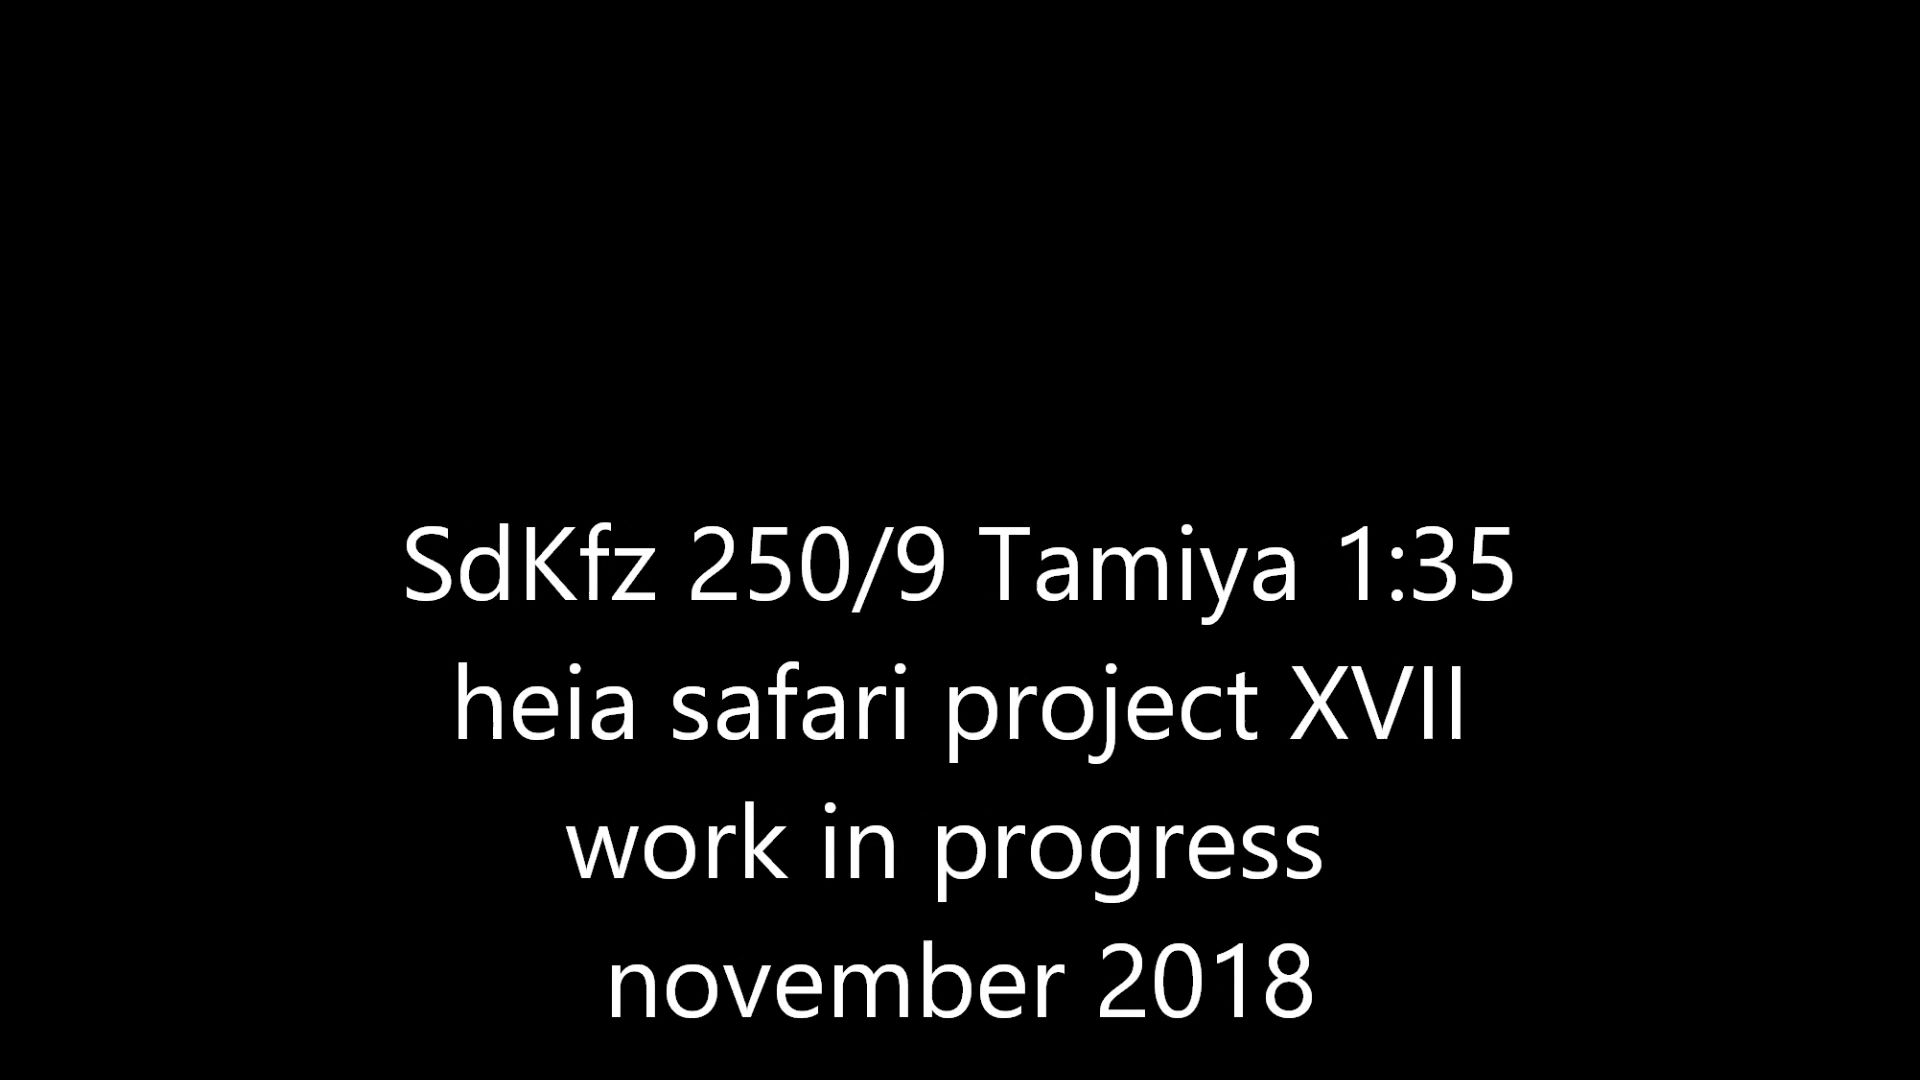 SdKfz 250/9 Tamiya 1:35
heia safari project XVII
work in progress
november 2018